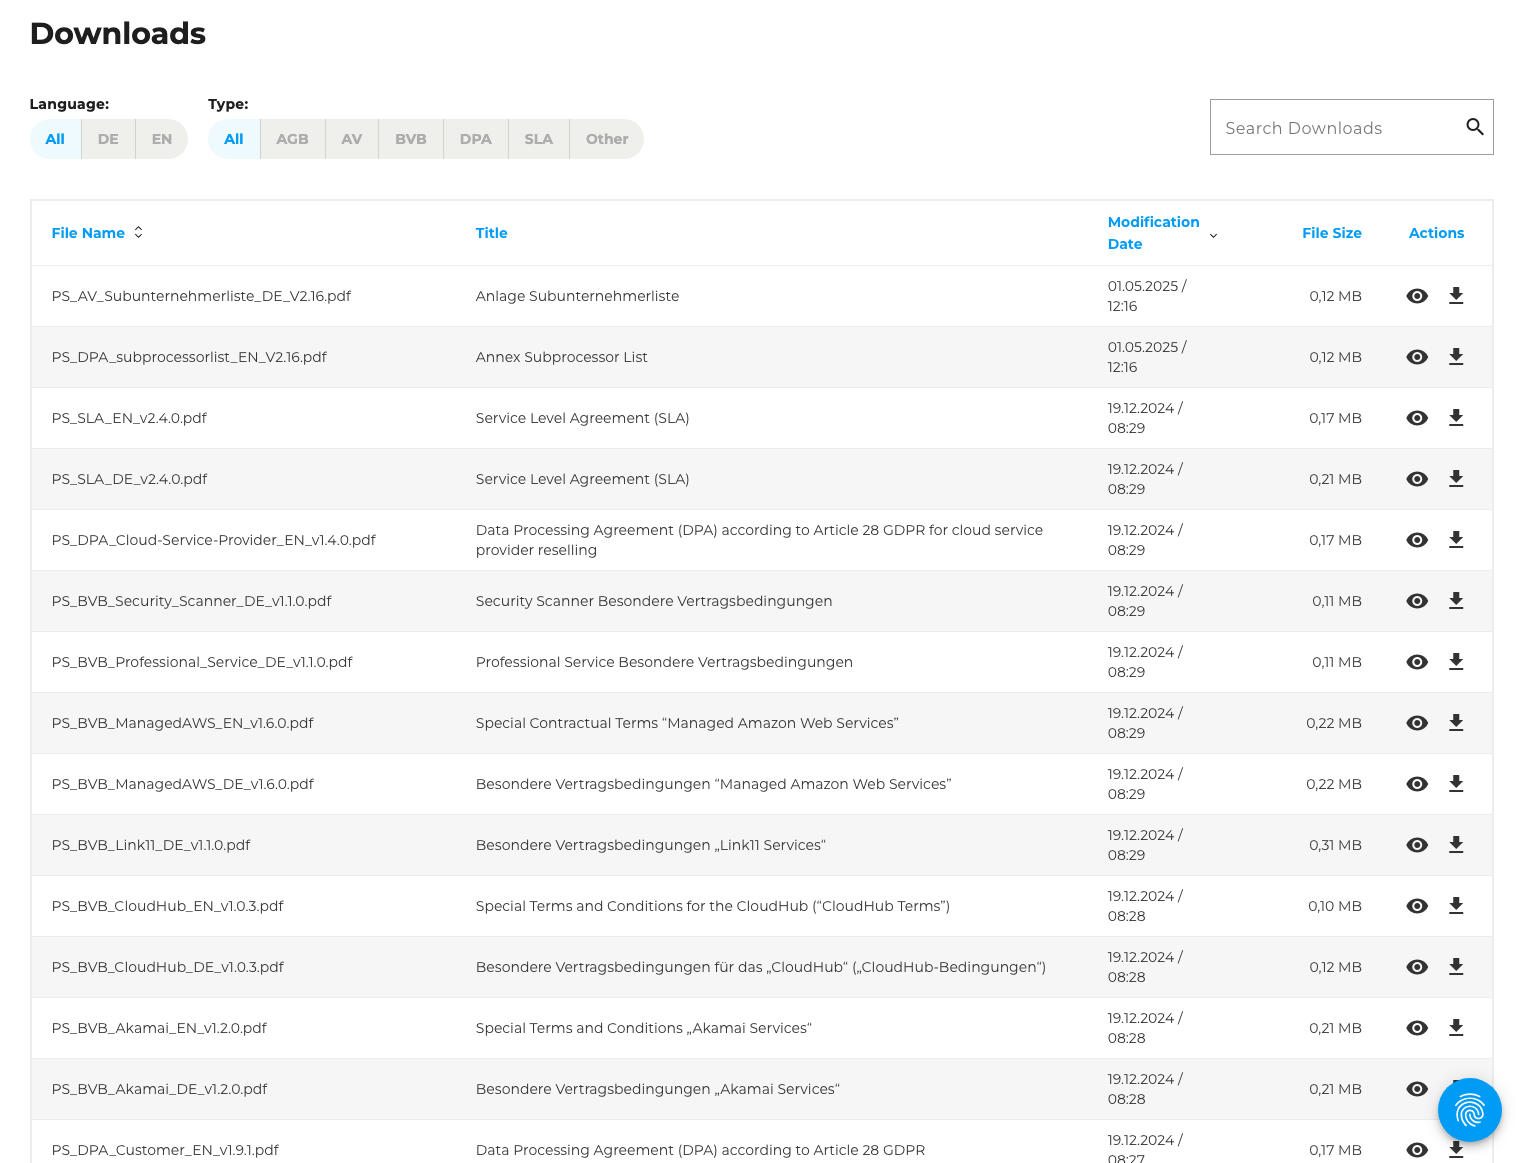 Downloads
Language:
Type:
All DE EN
All AGB AV BVB DPA SLA Other
Search Downloads
File Name Title Modification Date File Size Actions
PS_AV_Subunternehmerliste_DE_V2.16.pdf Anlage Subunternehmerliste 01.05.2025 / 12:16 0,12 MB
PS_DPA_subprocessorlist_EN_V2.16.pdf Annex Subprocessor List 01.05.2025 / 12:16 0,12 MB
PS_SLA_EN_v2.4.0.pdf Service Level Agreement (SLA) 19.12.2024 / 08:29 0,17 MB
PS_SLA_DE_v2.4.0.pdf Service Level Agreement (SLA) 19.12.2024 / 08:29 0,21 MB
PS_DPA_Cloud-Service-Provider_EN_v1.4.0.pdf Data Processing Agreement (DPA) according to Article 28 GDPR for cloud service provider reselling 19.12.2024 / 08:29 0,17 MB
PS_BVB_Security_Scanner_DE_v1.1.0.pdf Security Scanner Besondere Vertragsbedingungen 19.12.2024 / 08:29 0,11 MB
PS_BVB_Professional_Service_DE_v1.1.0.pdf Professional Service Besondere Vertragsbedingungen 19.12.2024 / 08:29 0,11 MB
PS_BVB_ManagedAWS_EN_v1.6.0.pdf Special Contractual Terms “Managed Amazon Web Services” 19.12.2024 / 08:29 0,22 MB
PS_BVB_ManagedAWS_DE_v1.6.0.pdf Besondere Vertragsbedingungen “Managed Amazon Web Services” 19.12.2024 / 08:29 0,22 MB
PS_BVB_Link11_DE_v1.1.0.pdf Besondere Vertragsbedingungen „Link11 Services“ 19.12.2024 / 08:29 0,31 MB
PS_BVB_CloudHub_EN_v1.0.3.pdf Special Terms and Conditions for the CloudHub (“CloudHub Terms”) 19.12.2024 / 08:28 0,10 MB
PS_BVB_CloudHub_DE_v1.0.3.pdf Besondere Vertragsbedingungen für das „CloudHub“ („CloudHub-Bedingungen“) 19.12.2024 / 08:28 0,12 MB
PS_BVB_Akamai_EN_v1.2.0.pdf Special Terms and Conditions „Akamai Services“ 19.12.2024 / 08:28 0,21 MB
PS_BVB_Akamai_DE_v1.2.0.pdf Besondere Vertragsbedingungen „Akamai Services“ 19.12.2024 / 08:28 0,21 MB
PS_DPA_Customer_EN_v1.9.1.pdf Data Processing Agreement (DPA) according to Article 28 GDPR 19.12.2024 / 08:27 0,17 MB